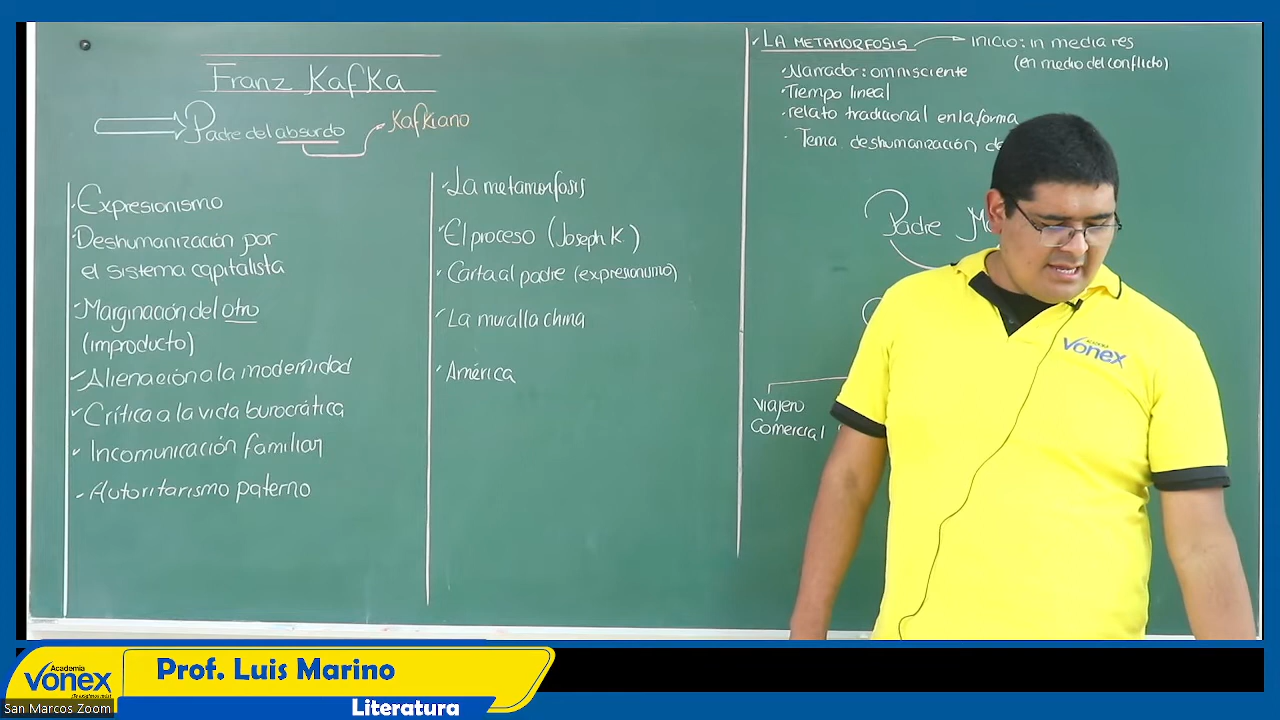 Franz Kafka
Padre del absurdo
Kafkiano
Expresionismo
Deshumanización por
el sistema capitalista
Marginación del otro
(improducto)
Alienación a la modernidad
Crítica a la vida burocrática
Incomunicación familiar
Autoritarismo paterno
La metamorfosis
El proceso (Joseph K.)
Carta al padre (expresionismo)
La muralla china
América
LA METAMORFOSIS
inicio: in media res
(en medio del conflicto)
Narrador: omnisciente
Tiempo lineal
relato tradicional en la forma
Tema deshumanización
Padre
viajero
comercial
Academia
vonex
Academia
vonex
San Marcos Zoom
Prof. Luis Marino
Literatura